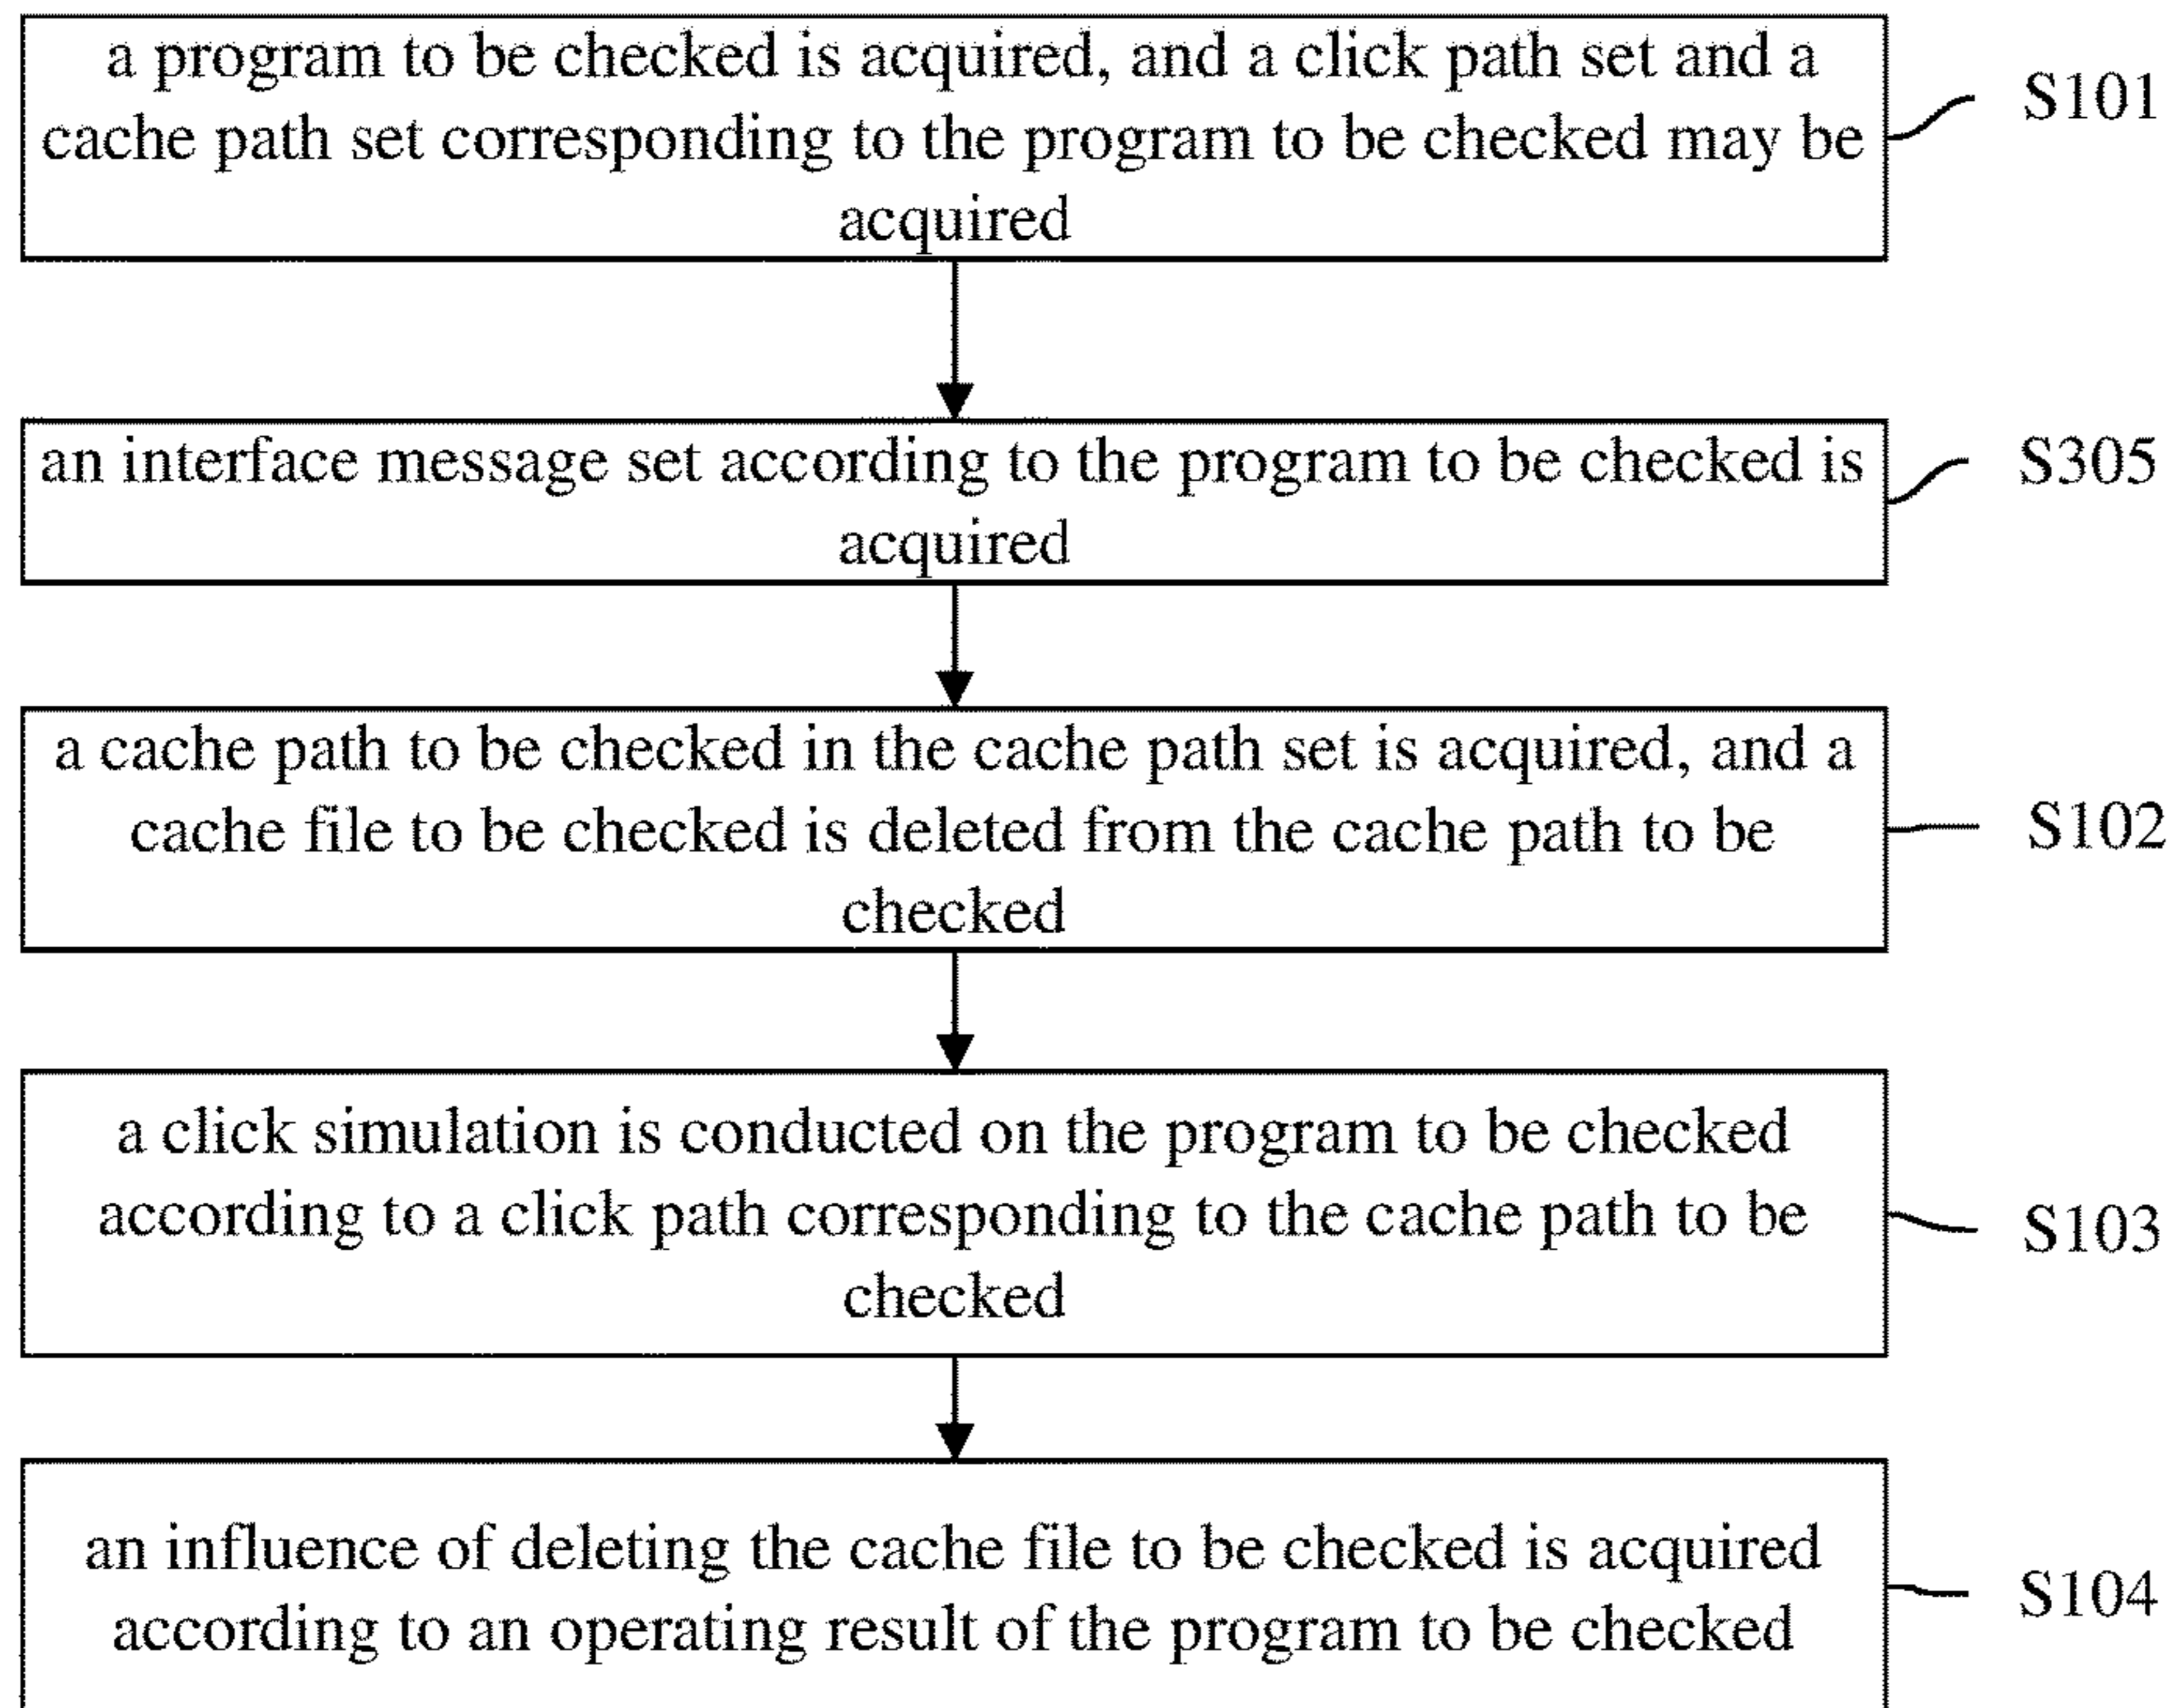 a program to be checked is acquired, and a click path set and a
cache path set corresponding to the program to be checked may be
acquired
S101
an interface message set according to the program to be checked is
acquired
S305
a cache path to be checked in the cache path set is acquired, and a
cache file to be checked is deleted from the cache path to be
checked
S102
a click simulation is conducted on the program to be checked
according to a click path corresponding to the cache path to be
checked
S103
an influence of deleting the cache file to be checked is acquired
according to an operating result of the program to be checked
S104